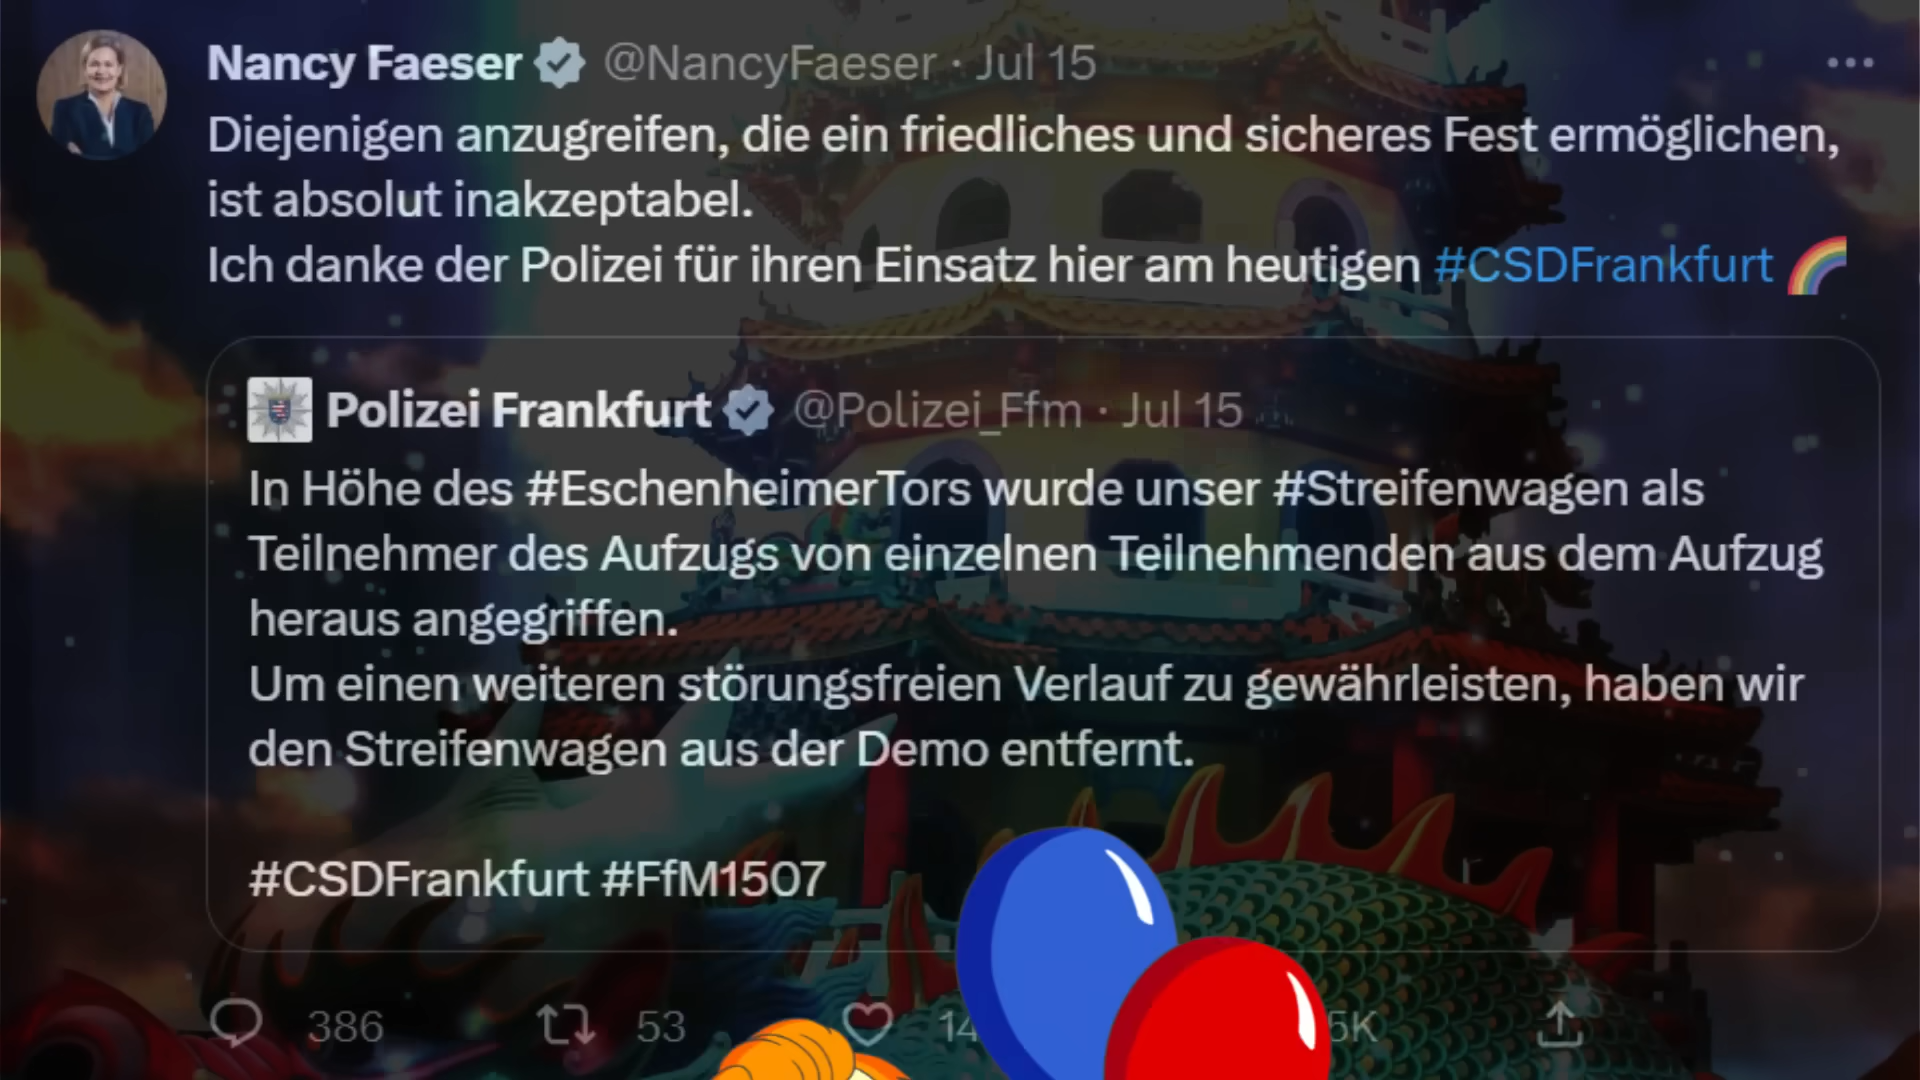 Nancy Faeser @NancyFaeser · Jul 15
Diejenigen anzugreifen, die ein friedliches und sicheres Fest ermöglichen,
ist absolut inakzeptabel.
Ich danke der Polizei für ihren Einsatz hier am heutigen #CSDFrankfurt
Polizei Frankfurt @Polizei_Ffm · Jul 15
In Höhe des #EschenheimerTors wurde unser #Streifenwagen als
Teilnehmer des Aufzugs von einzelnen Teilnehmenden aus dem Aufzug
heraus angegriffen.
Um einen weiteren störungsfreien Verlauf zu gewährleisten, haben wir
den Streifenwagen aus der Demo entfernt.
#CSDFrankfurt #FfM1507
386 53